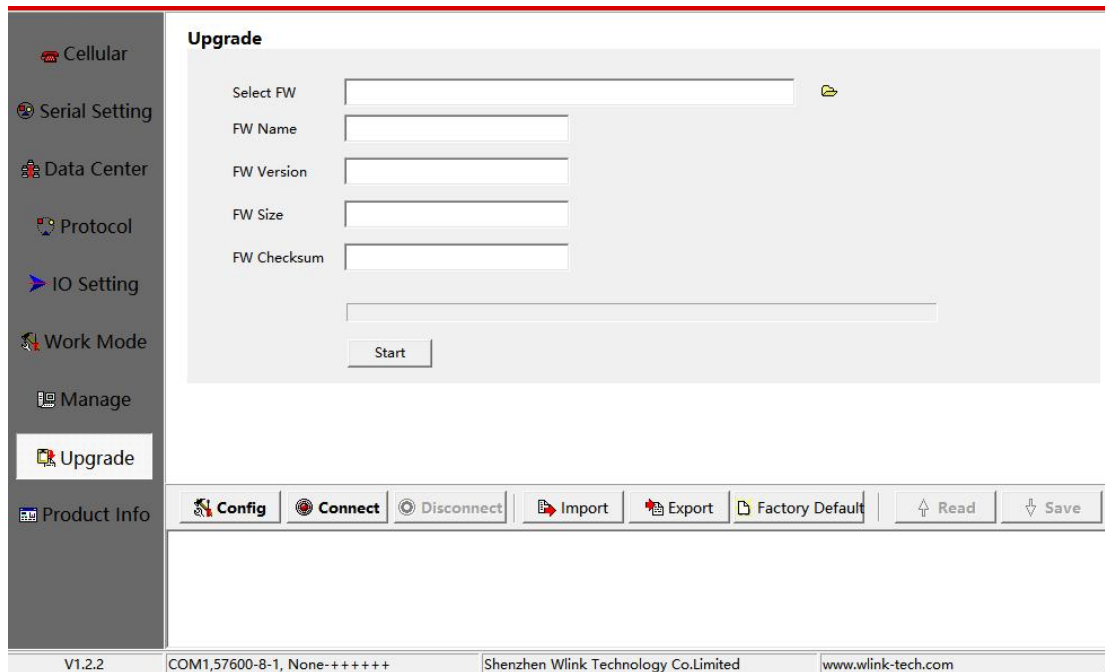 Cellular
Serial Setting
Data Center
Protocol
IO Setting
Work Mode
Manage
Upgrade
Product Info
Upgrade
Select FW
FW Name
FW Version
FW Size
FW Checksum
Start
Config Connect Disconnect Import Export Factory Default Read Save
V1.2.2 COM1,57600-8-1, None-++++++ Shenzhen Wlink Technology Co.Limited www.wlink-tech.com